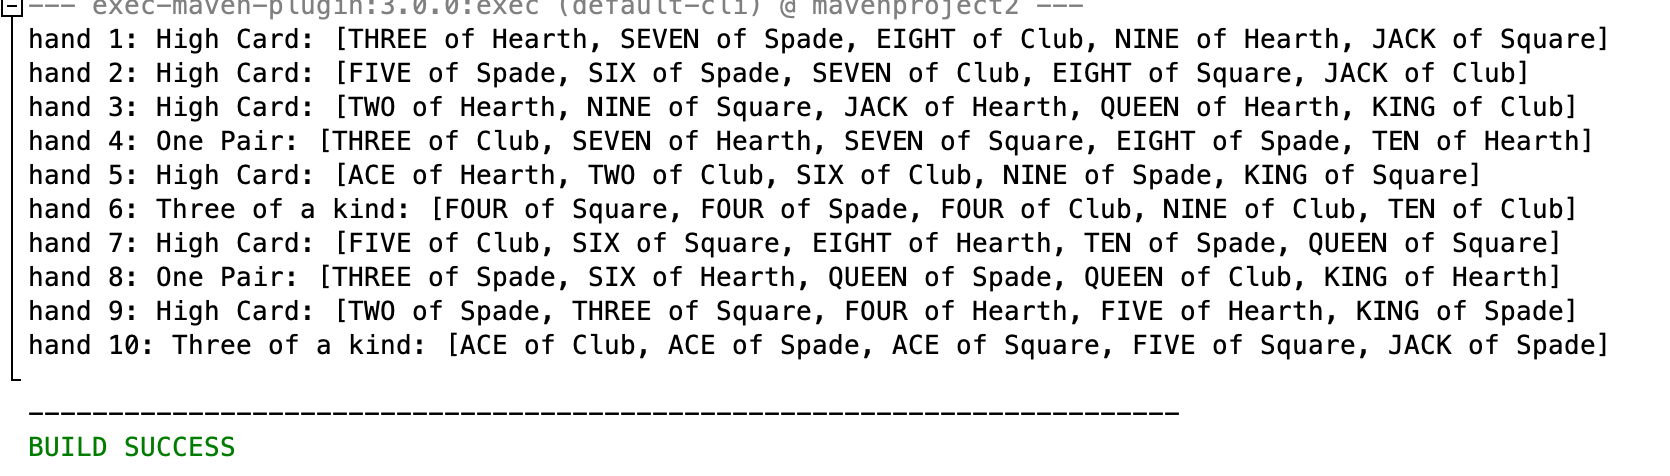 --- exec-maven-plugin:3.0.0:exec (default-cli) @ mavenproject2 ---
hand 1: High Card: [THREE of Hearth, SEVEN of Spade, EIGHT of Club, NINE of Hearth, JACK of Square]
hand 2: High Card: [FIVE of Spade, SIX of Spade, SEVEN of Club, EIGHT of Square, JACK of Club]
hand 3: High Card: [TWO of Hearth, NINE of Square, JACK of Hearth, QUEEN of Hearth, KING of Club]
hand 4: One Pair: [THREE of Club, SEVEN of Hearth, SEVEN of Square, EIGHT of Spade, TEN of Hearth]
hand 5: High Card: [ACE of Hearth, TWO of Club, SIX of Club, NINE of Spade, KING of Square]
hand 6: Three of a kind: [FOUR of Square, FOUR of Spade, FOUR of Club, NINE of Club, TEN of Club]
hand 7: High Card: [FIVE of Club, SIX of Square, EIGHT of Hearth, TEN of Spade, QUEEN of Square]
hand 8: One Pair: [THREE of Spade, SIX of Hearth, QUEEN of Spade, QUEEN of Club, KING of Hearth]
hand 9: High Card: [TWO of Spade, THREE of Square, FOUR of Hearth, FIVE of Hearth, KING of Spade]
hand 10: Three of a kind: [ACE of Club, ACE of Spade, ACE of Square, FIVE of Square, JACK of Spade]
------------------------------------------------------------------------
BUILD SUCCESS